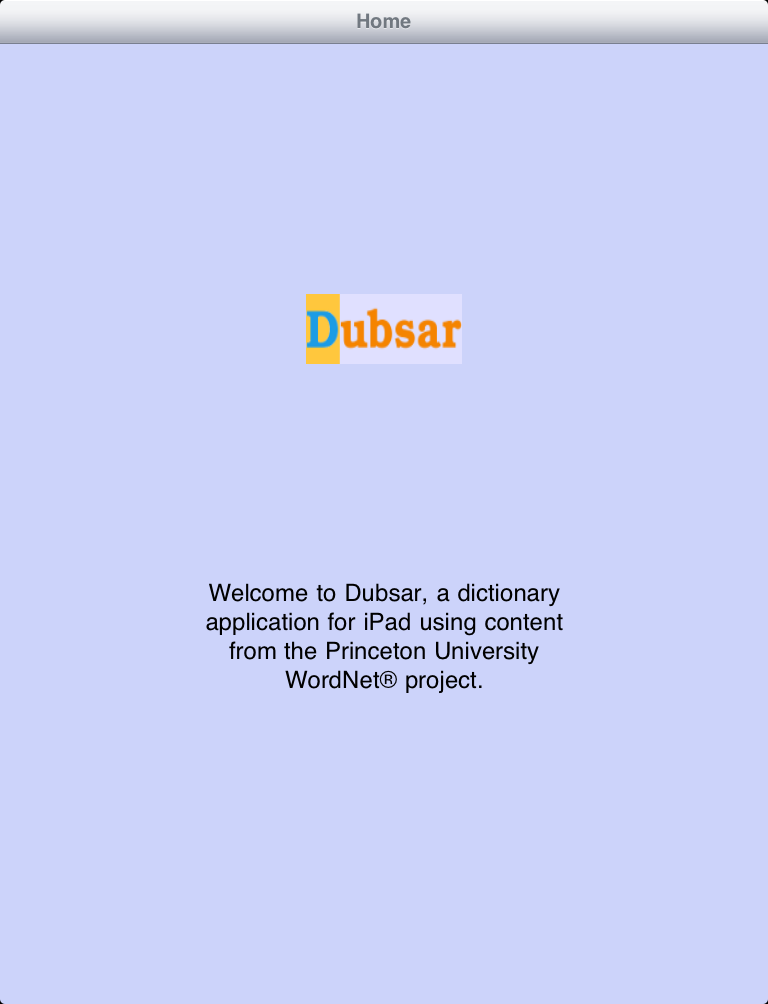 Home
Dubsar
Welcome to Dubsar, a dictionary
application for iPad using content
from the Princeton University
WordNet® project.